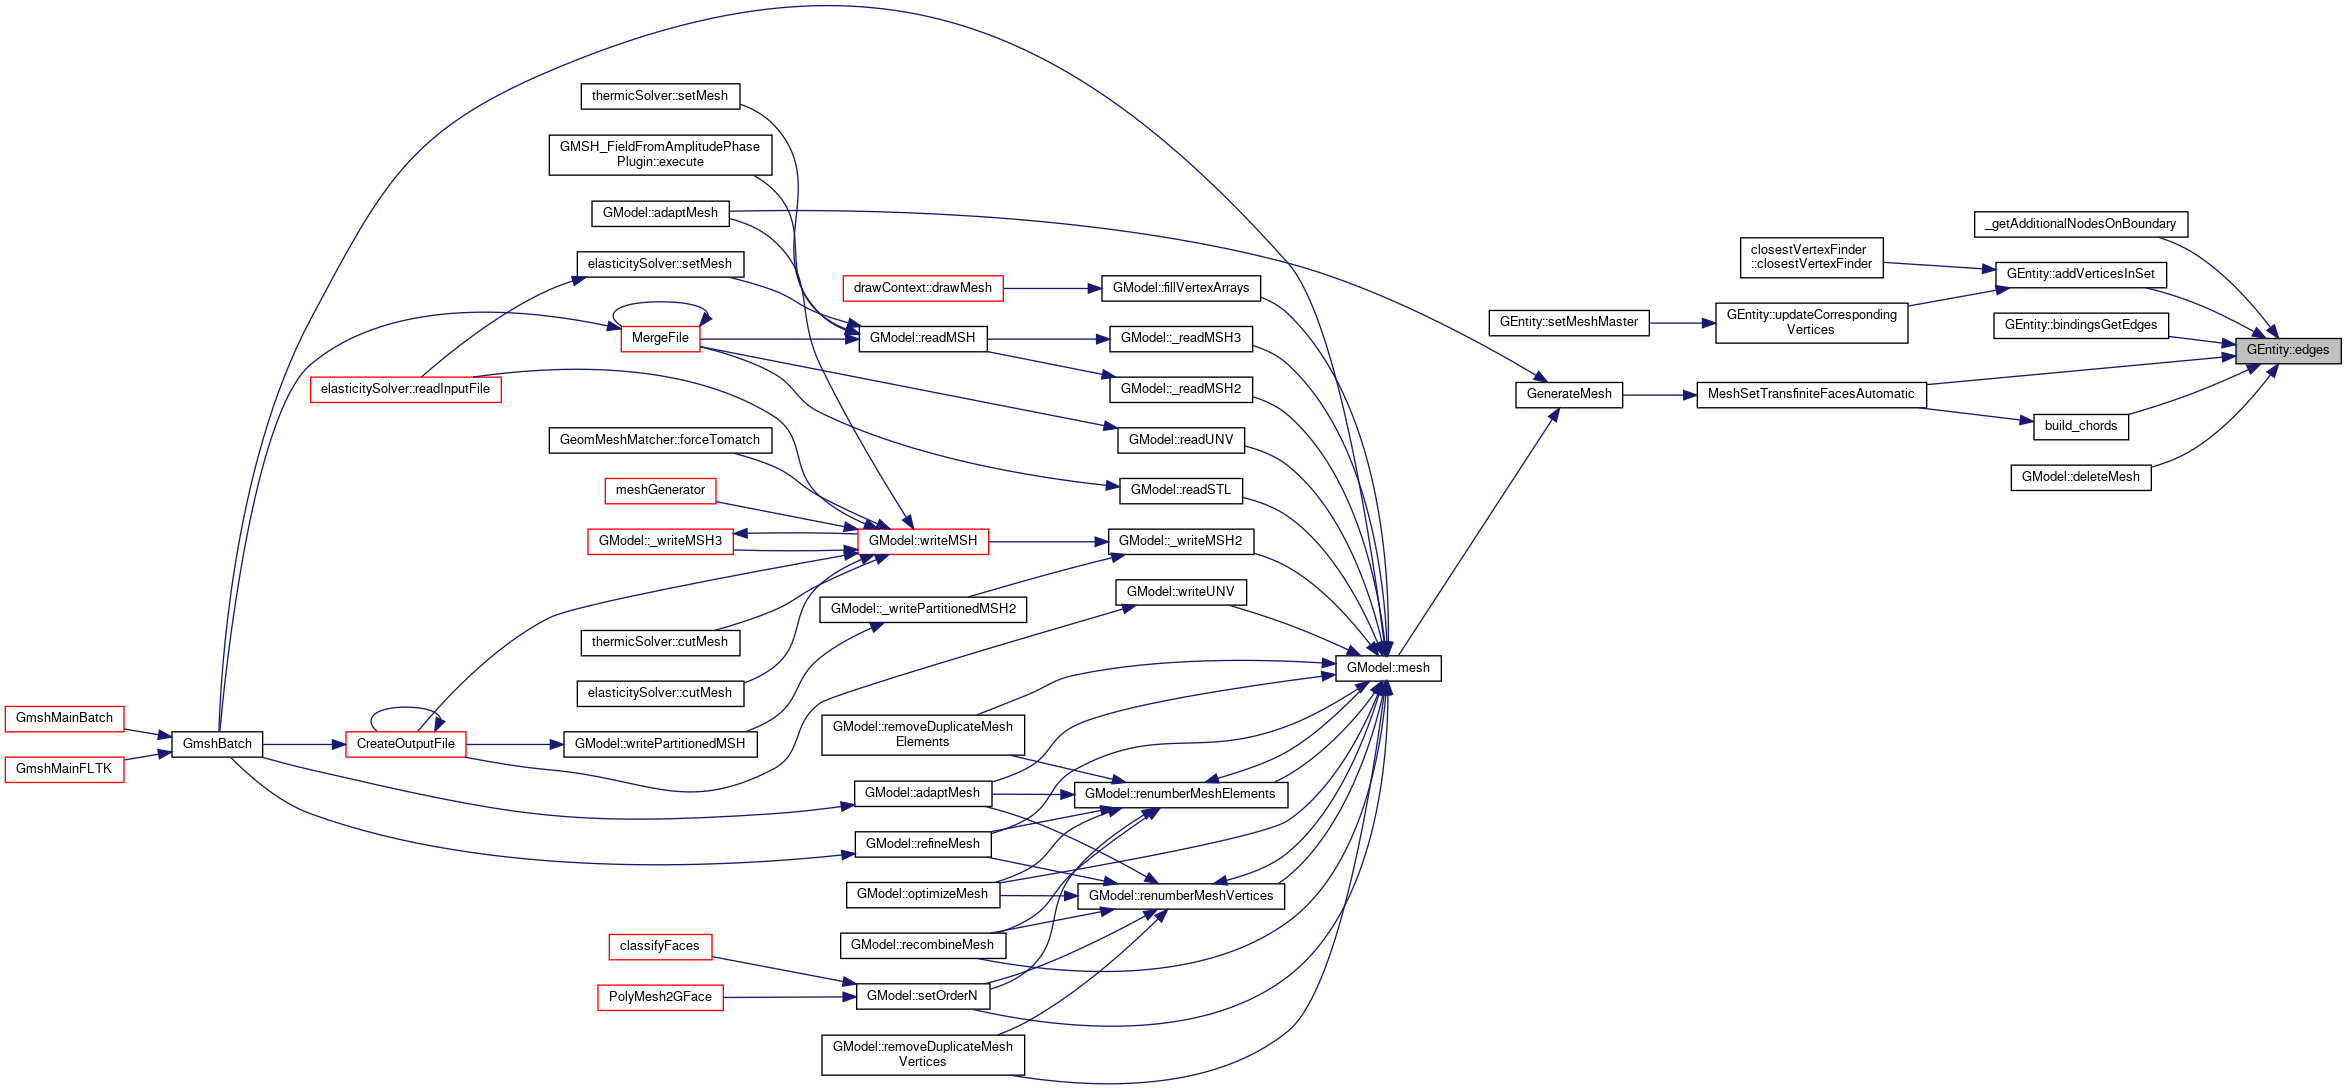 thermicSolver::setMesh
GMSH_FieldFromAmplitudePhase
Plugin::execute
GModel::adaptMesh
elasticitySolver::setMesh
MergeFile
elasticitySolver::readInputFile
GeomMeshMatcher::forceTomatch
meshGenerator
GModel::_writeMSH3
thermicSolver::cutMesh
elasticitySolver::cutMesh
GmshMainBatch
GmshMainFLTK
GmshBatch
CreateOutputFile
GModel::writePartitionedMSH
classifyFaces
PolyMesh2GFace
drawContext::drawMesh
GModel::readMSH
GModel::writeMSH
GModel::_writePartitionedMSH2
GModel::removeDuplicateMesh
Elements
GModel::adaptMesh
GModel::refineMesh
GModel::optimizeMesh
GModel::recombineMesh
GModel::setOrderN
GModel::removeDuplicateMesh
Vertices
GModel::fillVertexArrays
GModel::_readMSH3
GModel::_readMSH2
GModel::readUNV
GModel::readSTL
GModel::_writeMSH2
GModel::writeUNV
GModel::renumberMeshElements
GModel::renumberMeshVertices
GModel::mesh
GEntity::setMeshMaster
GenerateMesh
closestVertexFinder
::closestVertexFinder
GEntity::updateCorresponding
Vertices
MeshSetTransfiniteFacesAutomatic
_getAdditionalNodesOnBoundary
GEntity::addVerticesInSet
GEntity::bindingsGetEdges
build_chords
GModel::deleteMesh
GEntity::edges